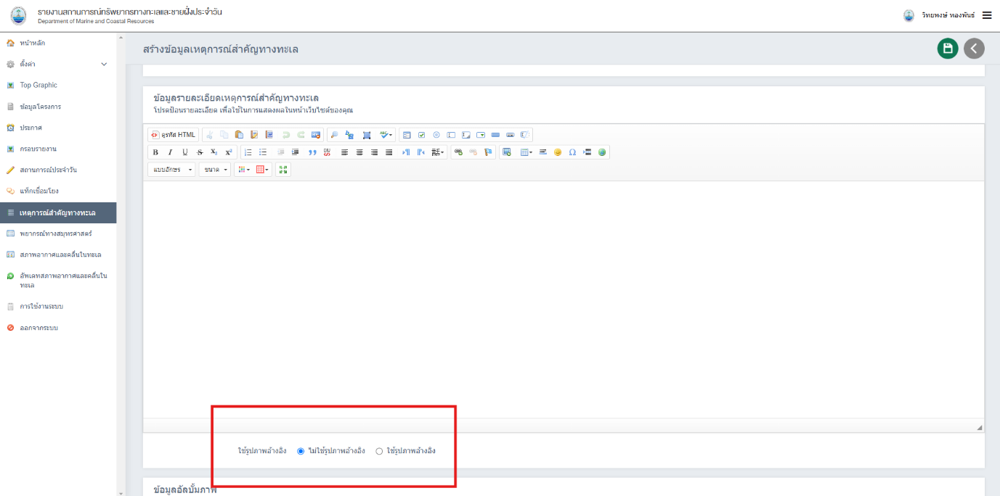 รายงานสถานการณ์ทรัพยากรทางทะเลและชายฝั่งประจำวัน
Department of Marine and Coastal Resources
วิทยพงษ์ ทองพันธ์
หน้าหลัก
ตั้งค่า
Top Graphic
ข้อมูลโครงการ
ประกาศ
กรอบรายงาน
สถานการณ์ประจำวัน
แท็กเชื่อมโยง
เหตุการณ์สำคัญทางทะเล
พยากรณ์ทางสมุทรศาสตร์
สภาพอากาศและคลื่นในทะเล
อัพเดทสภาพอากาศและคลื่นใน
ทะเล
การใช้งานระบบ
ออกจากระบบ
สร้างข้อมูลเหตุการณ์สำคัญทางทะเล
ข้อมูลรายละเอียดเหตุการณ์สำคัญทางทะเล
โปรดป้อนรายละเอียด เพื่อใช้ในการแสดงผลในหน้าเว็บไซต์ของคุณ
ดูรหัส HTML
แบบอักษร ขนาด
ใช้รูปภาพอ้างอิง ไม่ใช้รูปภาพอ้างอิง ใช้รูปภาพอ้างอิง
ข้อมูลอัลบั้มภาพ